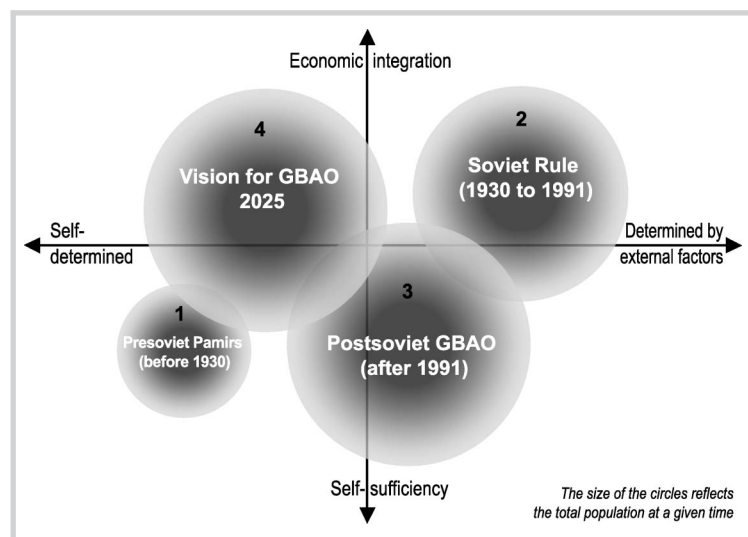 Economic integration
4
Vision for GBAO
2025
2
Soviet Rule
(1930 to 1991)
Self-
determined
Determined by
external factors
1
Presoviet Pamirs
(before 1930)
3
Postsoviet GBAO
(after 1991)
Self- sufficiency
The size of the circles reflects
the total population at a given time